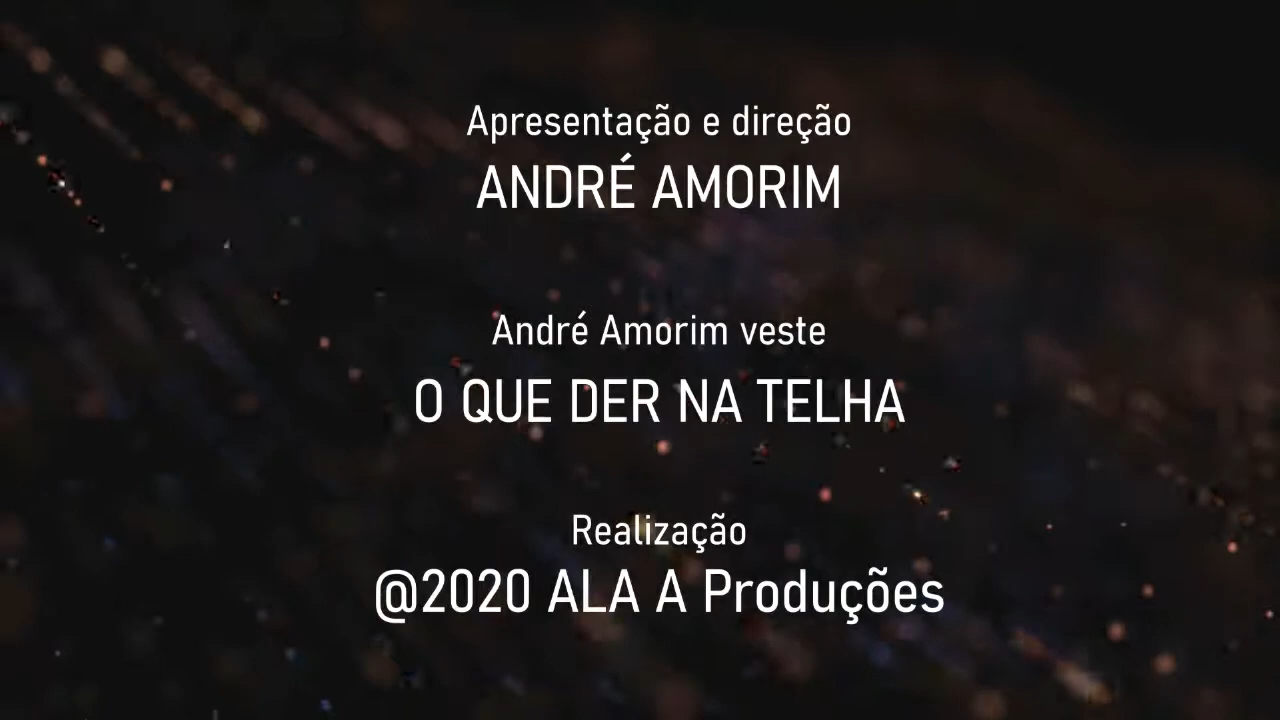 Apresentação e direção
ANDRÉ AMORIM
André Amorim veste
O QUE DER NA TELHA
Realização
@2020 ALA A Produções